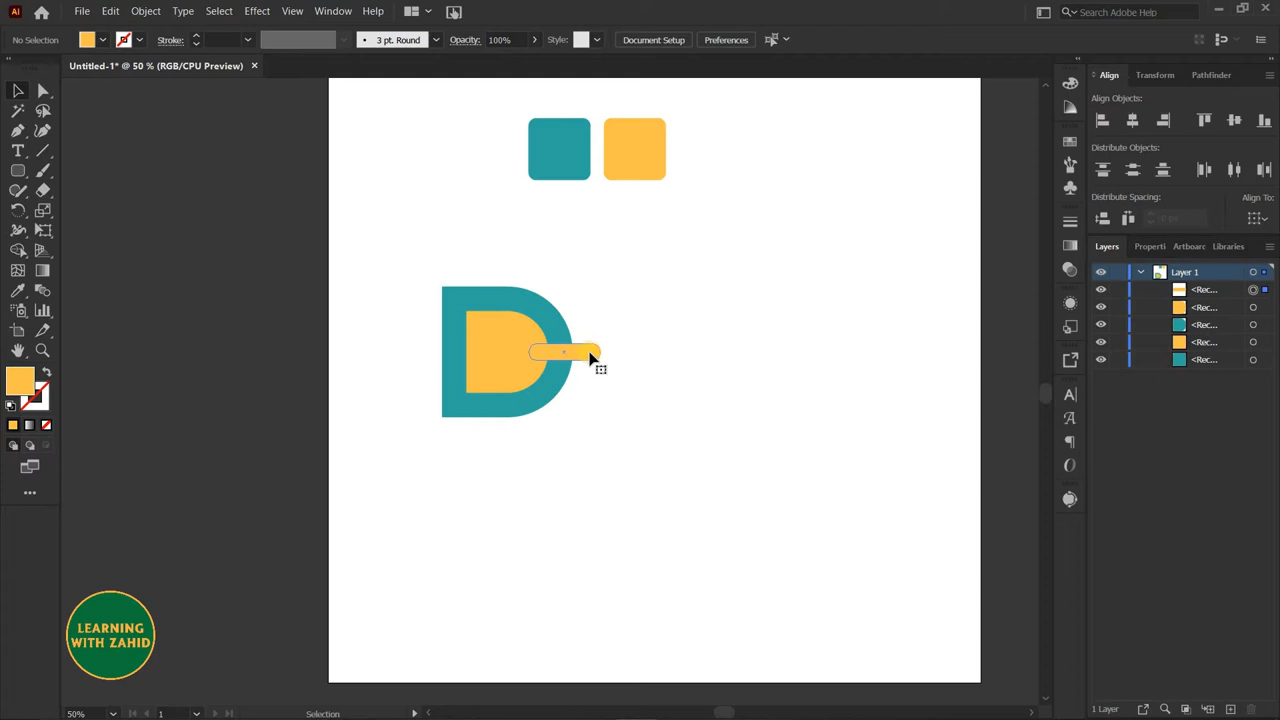 Ai File Edit Object Type Select Effect View Window Help Search Adobe Help
No Selection Stroke: 3 pt. Round Opacity: 100% Style: Document Setup Preferences
Untitled-1* @ 50 % (RGB/CPU Preview)
Align Transform Pathfinder
Align Objects:
Distribute Objects:
Distribute Spacing: Align To:
0 px
Layers Properti Artboar Libraries
Layer 1
<Rec...
<Rec...
<Rec...
<Rec...
<Rec...
LEARNING
WITH ZAHID
50% 1 Selection
1 Layer